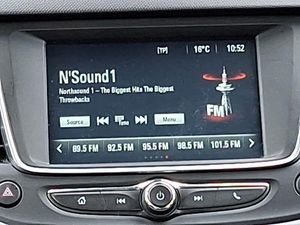 [TP] 16°C 10:52
N'Sound1
Northsound 1 – The Biggest Hits The Biggest
Throwbacks
FM
Source Tune Menu
89.5 FM 92.5 FM 95.5 FM 98.5 FM 101.5 FM